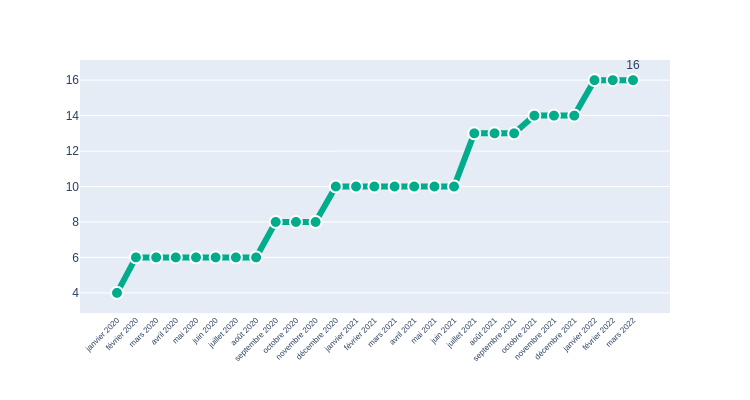 16
16
14
12
10
8
6
4
janvier 2020
février 2020
mars 2020
avril 2020
mai 2020
juin 2020
juillet 2020
août 2020
septembre 2020
octobre 2020
novembre 2020
décembre 2020
janvier 2021
février 2021
mars 2021
avril 2021
mai 2021
juin 2021
juillet 2021
août 2021
septembre 2021
octobre 2021
novembre 2021
décembre 2021
janvier 2022
février 2022
mars 2022